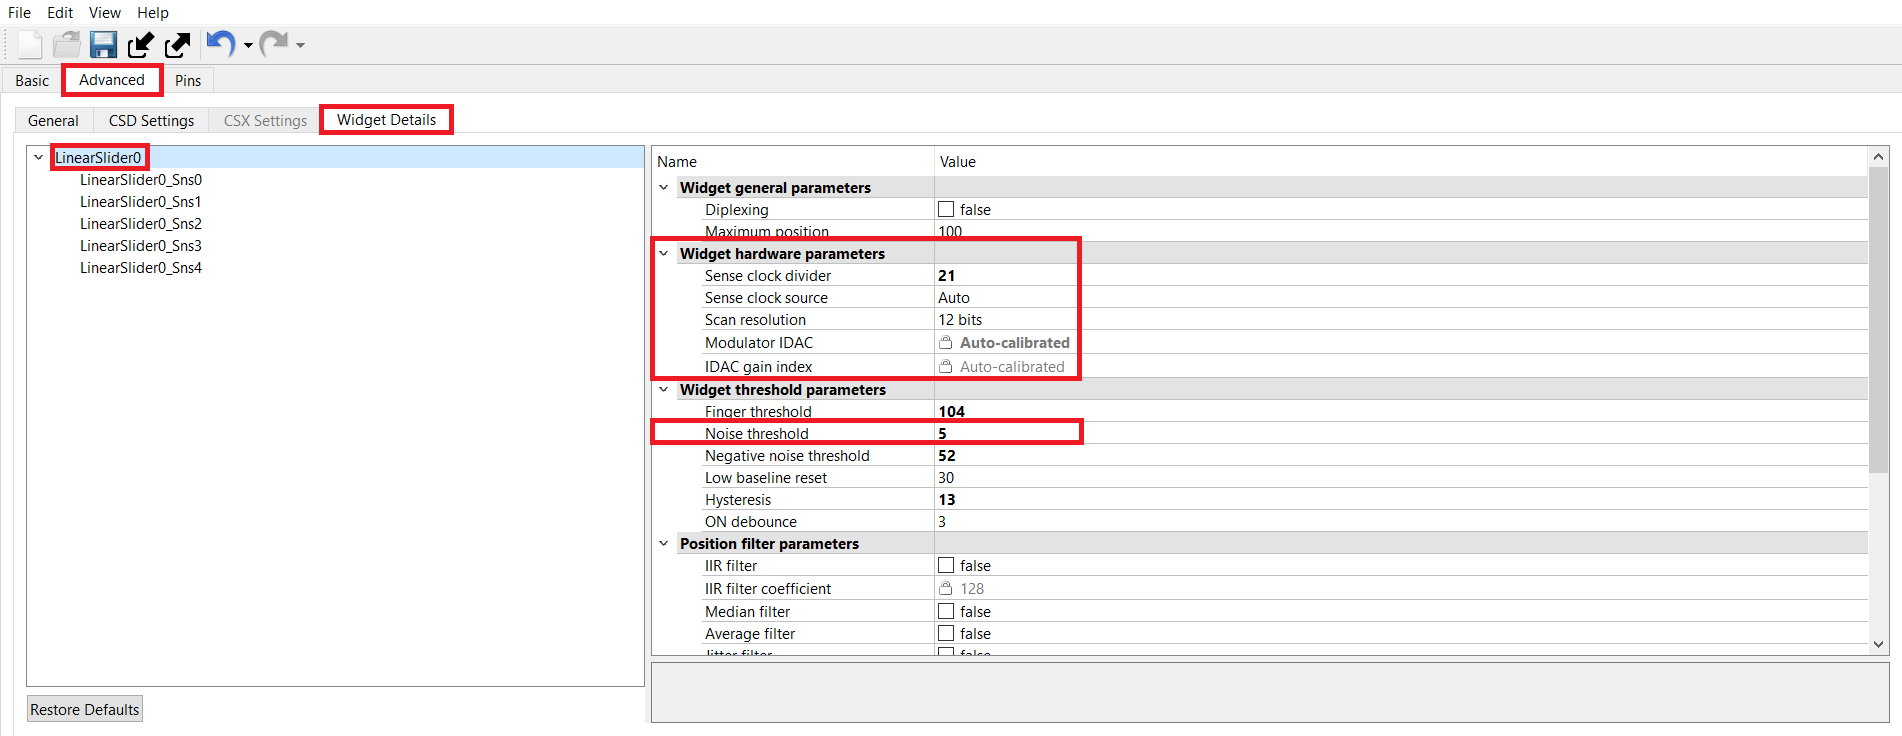 File Edit View Help
Basic Advanced Pins
General CSD Settings CSX Settings Widget Details
LinearSlider0
LinearSlider0_Sns0
LinearSlider0_Sns1
LinearSlider0_Sns2
LinearSlider0_Sns3
LinearSlider0_Sns4
Restore Defaults
Name Value
Widget general parameters
Diplexing false
Maximum position 100
Widget hardware parameters
Sense clock divider 21
Sense clock source Auto
Scan resolution 12 bits
Modulator IDAC Auto-calibrated
IDAC gain index Auto-calibrated
Widget threshold parameters
Finger threshold 104
Noise threshold 5
Negative noise threshold 52
Low baseline reset 30
Hysteresis 13
ON debounce 3
Position filter parameters
IIR filter false
IIR filter coefficient 128
Median filter false
Average filter false
Jitter filter false